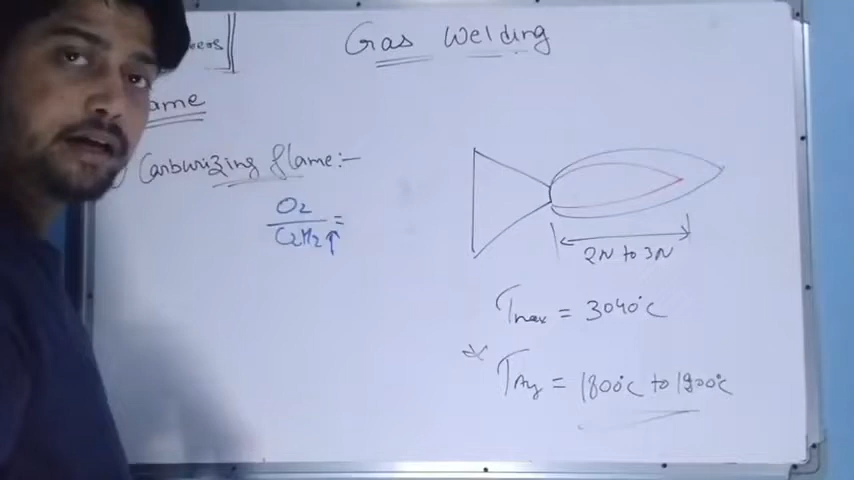 Gas Welding
ame
Carburizing flame:-
O2
C2H2↑ =
2N to 3N
Tmax = 3040°C
* TAvg = 1800°C to 1900°C